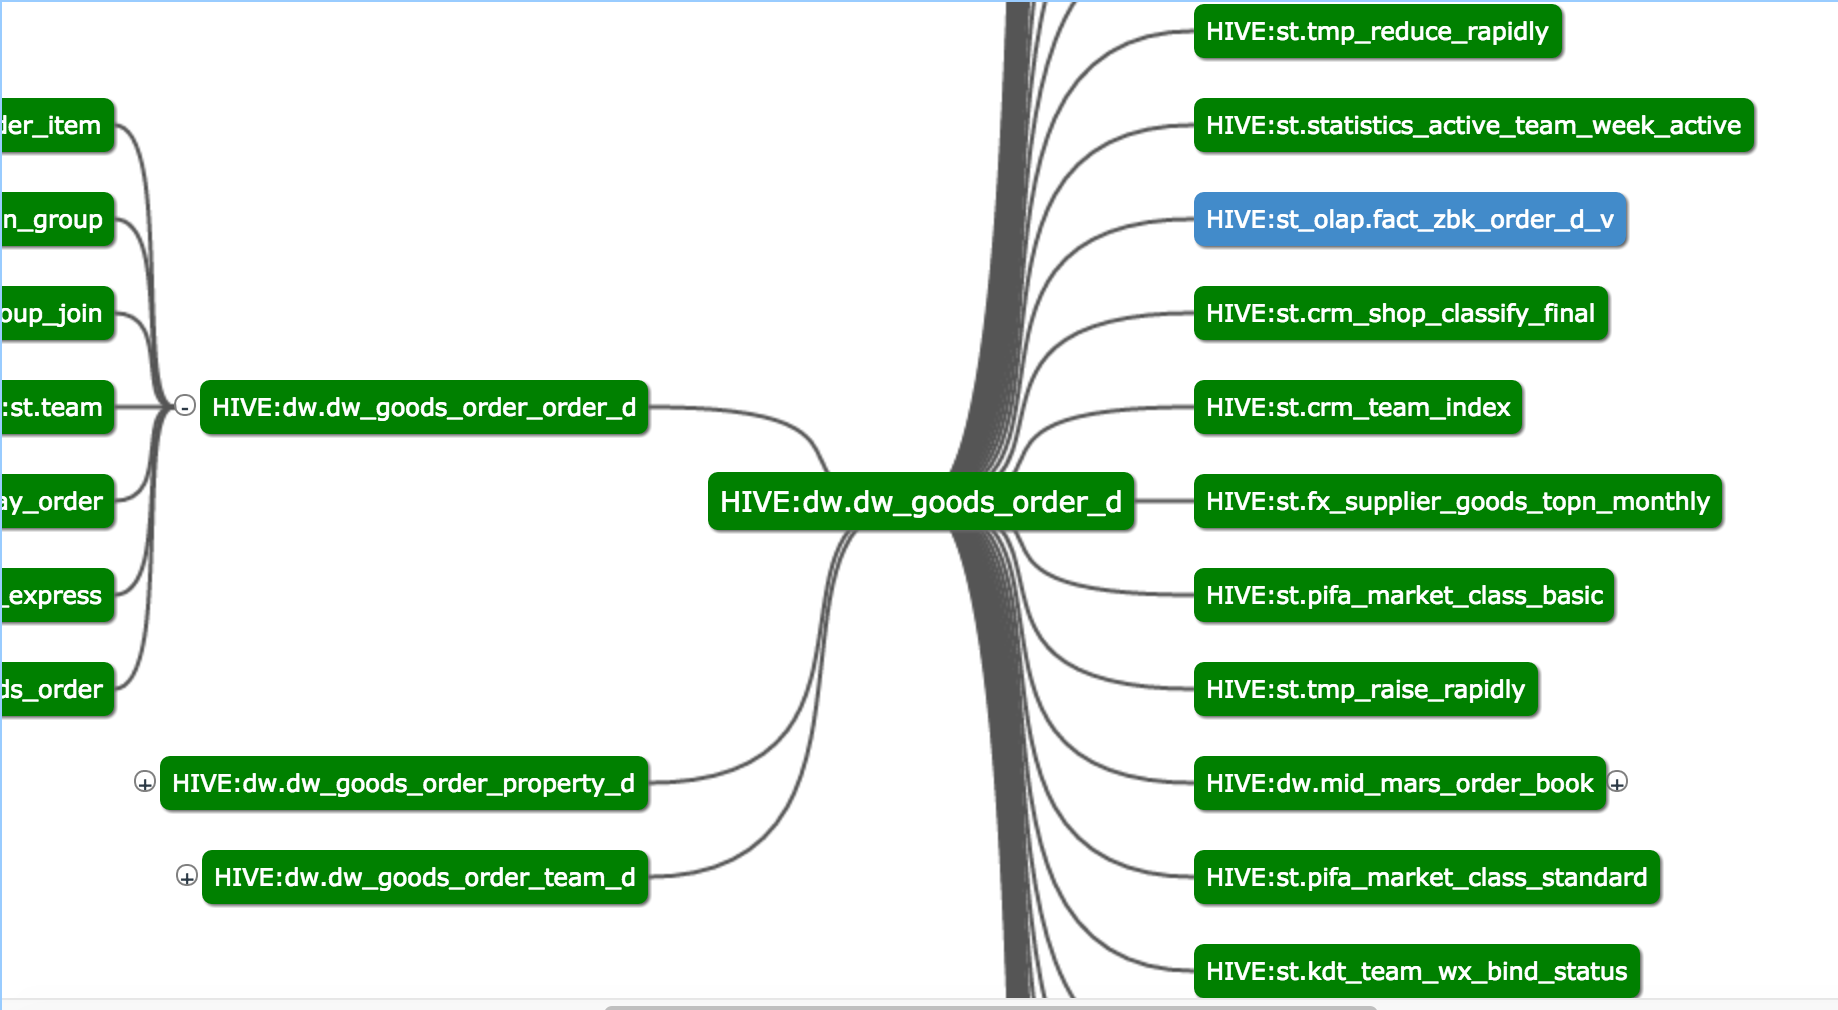 der_item
n_group
oup_join
:st.team
ay_order
_express
ds_order
-
HIVE:dw.dw_goods_order_order_d
+
HIVE:dw.dw_goods_order_property_d
+
HIVE:dw.dw_goods_order_team_d
HIVE:dw.dw_goods_order_d
HIVE:st.tmp_reduce_rapidly
HIVE:st.statistics_active_team_week_active
HIVE:st_olap.fact_zbk_order_d_v
HIVE:st.crm_shop_classify_final
HIVE:st.crm_team_index
HIVE:st.fx_supplier_goods_topn_monthly
HIVE:st.pifa_market_class_basic
HIVE:st.tmp_raise_rapidly
HIVE:dw.mid_mars_order_book
+
HIVE:st.pifa_market_class_standard
HIVE:st.kdt_team_wx_bind_status